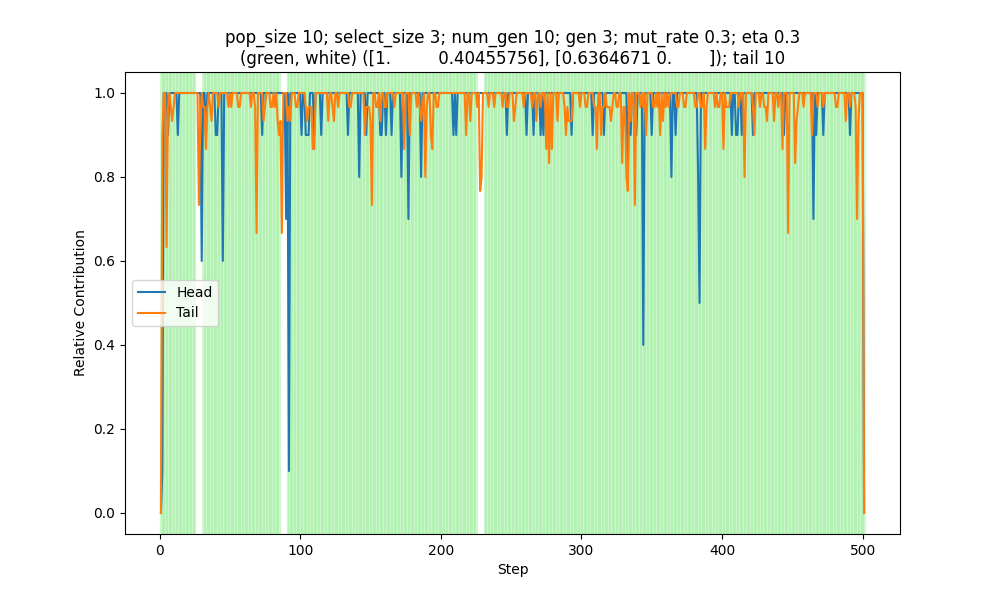 pop_size 10; select_size 3; num_gen 10; gen 3; mut_rate 0.3; eta 0.3
(green, white) ([1.         0.40455756], [0.6364671 0.       ]); tail 10
1.0
0.8
0.6
0.4
0.2
0.0
Relative Contribution
Head
Tail
0
100
200
300
400
500
Step